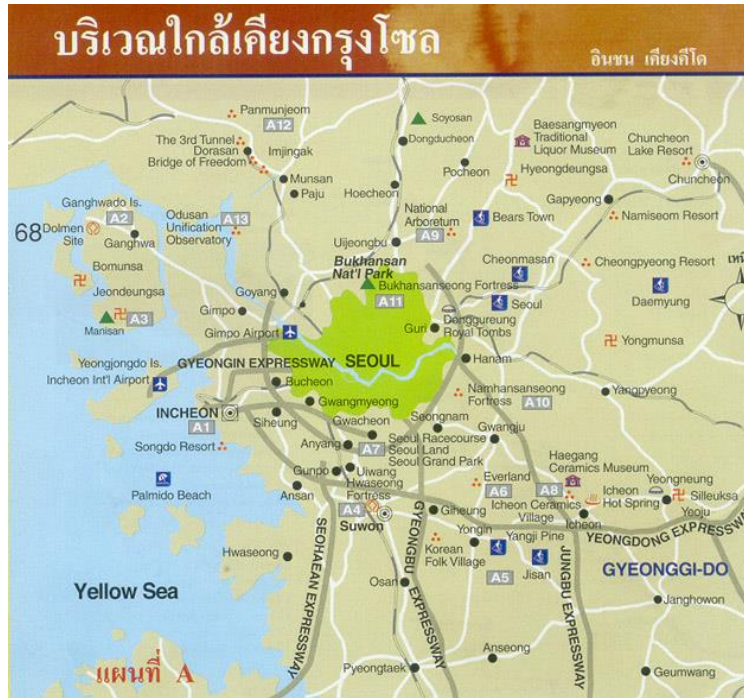 บริเวณใกล้เคียงกรุงโซล
อินชน เคียงคีโด
Panmunjeom
A12
Soyosan
The 3rd Tunnel
Dorasan
Bridge of Freedom
Imjingak
Dongducheon
Baesangmyeon
Traditional
Liquor Museum
Chuncheon
Lake Resort
Munsan
Paju
Hoecheon
Pocheon
Hyeongdeungsa
Chuncheon
Ganghwado Is.
A2
Odusan
Unification
Observatory
A13
National
Arboretum
A9
Bears Town
Gapyeong
Namiseom Resort
68
Dolmen
Site
Ganghwa
Uijeongbu
Bukhansan
Nat'l Park
Cheonmasan
Cheongpyeong Resort
Bomunsa
Jeondeungsa
Goyang
Bukhansanseong Fortress
A11
Seoul
Daemyung
Manisan
A3
Gimpo
Gimpo Airport
Guri
Donggureung
Royal Tombs
Yongmunsa
Yeongjongdo Is.
Incheon Int'l Airport
GYEONGIN EXPRESSWAY
SEOUL
Hanam
Bucheon
Gwangmyeong
Namhansanseong
Fortress
A10
Yangpyeong
INCHEON
A1
Siheung
Gwacheon
Seongnam
Gwangju
Songdo Resort
Anyang
A7
Seoul Racecourse
Seoul Land
Seoul Grand Park
Haegang
Ceramics Museum
Palmido Beach
Gunpo
Uiwang
Ansan
Hwaseong
Fortress
A4
Suwon
Everland
A6
A8
Icheon Ceramics
Village
Icheon
Hot Spring
Icheon
Yeongneung
Silleuksa
Yeoju
Giheung
Yongin
Yangji Pine
YEONGDONG EXPRESSWAY
Hwaseong
Korean
Folk Village
A5
Jisan
GYEONGGI-DO
SEOHAEAN EXPRESSWAY
GYEONGBU EXPRESSWAY
JUNGBU EXPRESSWAY
Yellow Sea
Osan
Janghowon
แผนที่ A
Pyeongtaek
Anseong
Geumwang